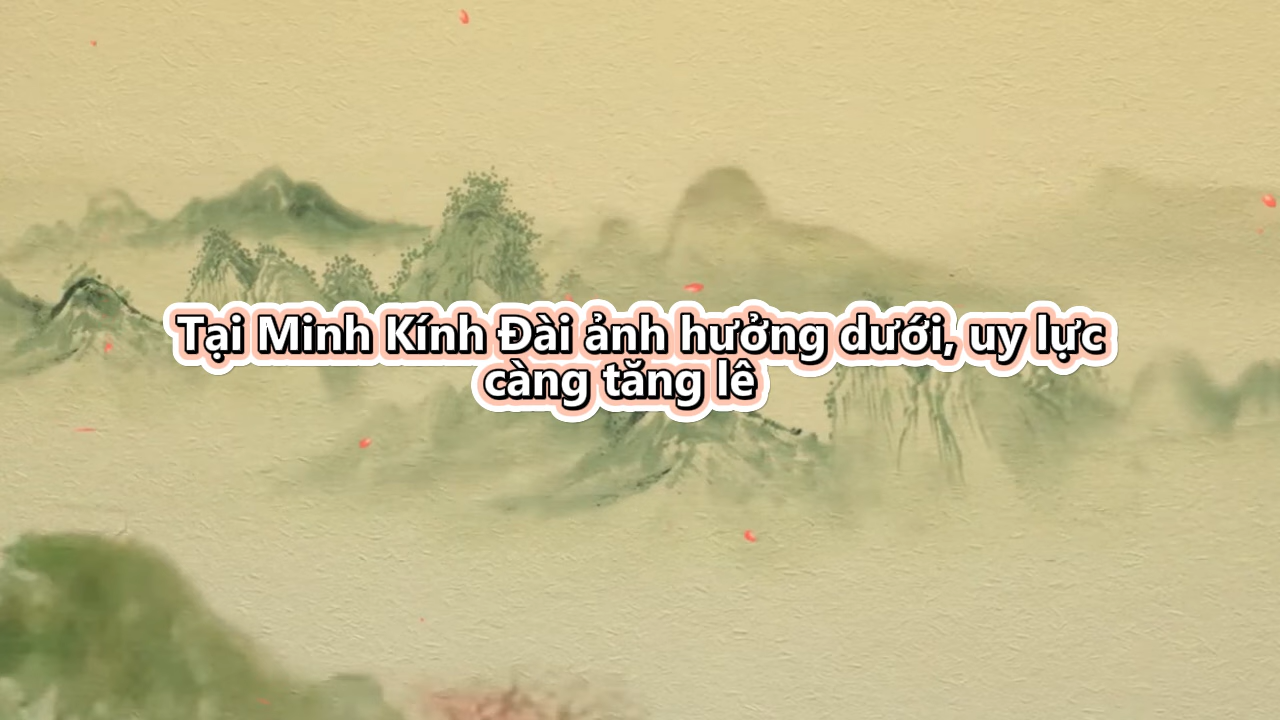 Tại Minh Kính Đài ảnh hưởng dưới, uy lực
càng tăng lê